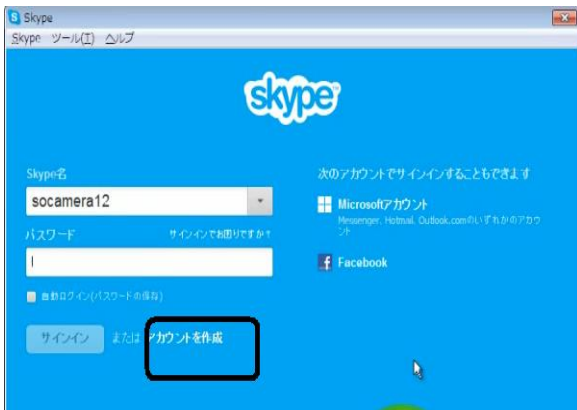 Skype
Skype ツール(T) ヘルプ
skype
Skype名
socamera12
パスワード サインインでお困りですか?
自動ログイン(パスワードの保存)
サインイン または アカウントを作成
次のアカウントでサインインすることもできます
Microsoftアカウント
Messenger, Hotmail, Outlook.comのいずれかのアカウ
ント
Facebook